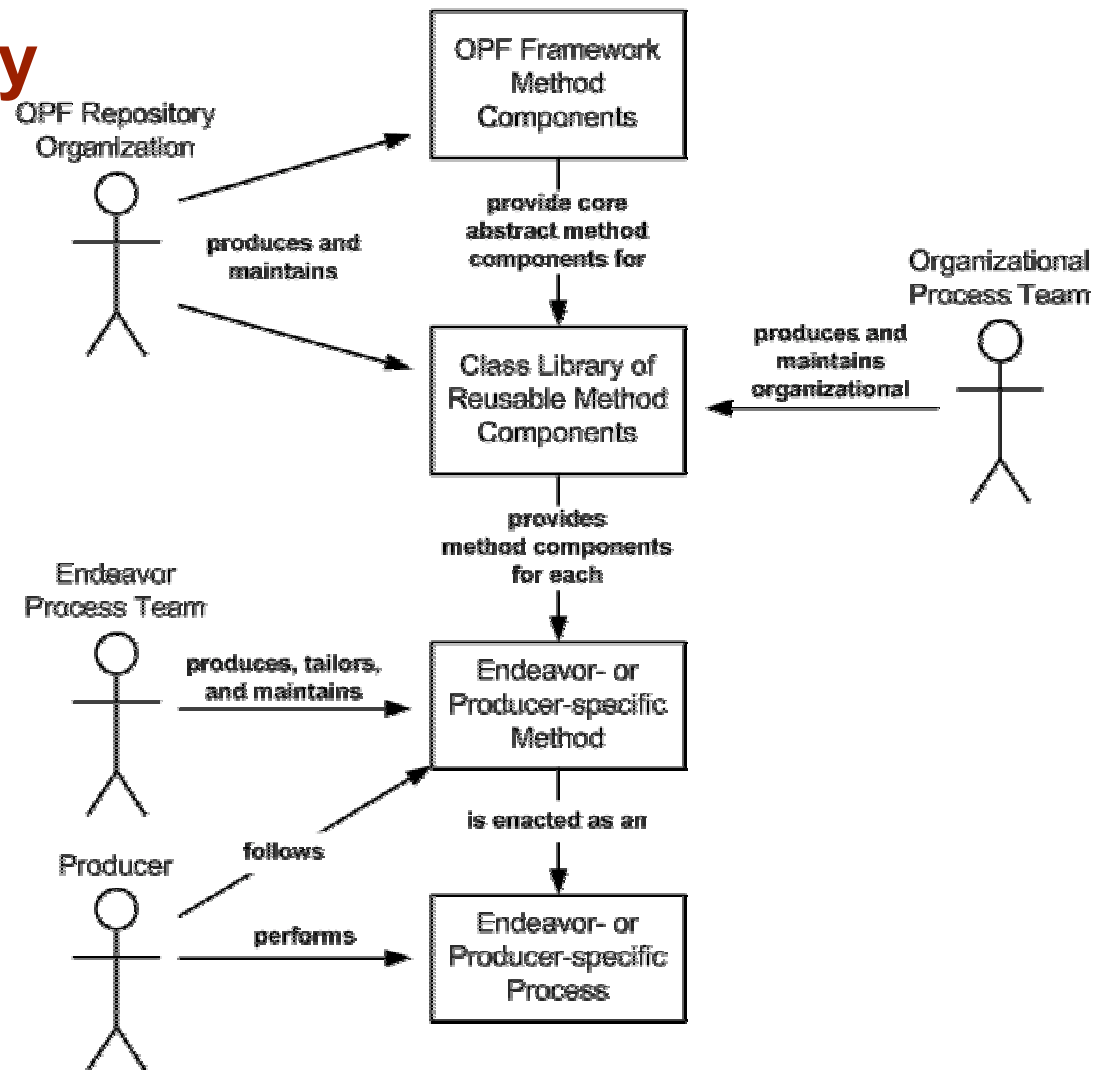 y
OPF Repository
Organization
OPF Framework
Method
Components
produces and
maintains
provide core
abstract method
components for
Organizational
Process Team
produces and
maintains
organizational
Class Library of
Reusable Method
Components
provides
method components
for each
Endeavor
Process Team
produces, tailors,
and maintains
Endeavor- or
Producer-specific
Method
is enacted as an
follows
Producer
performs
Endeavor- or
Producer-specific
Process